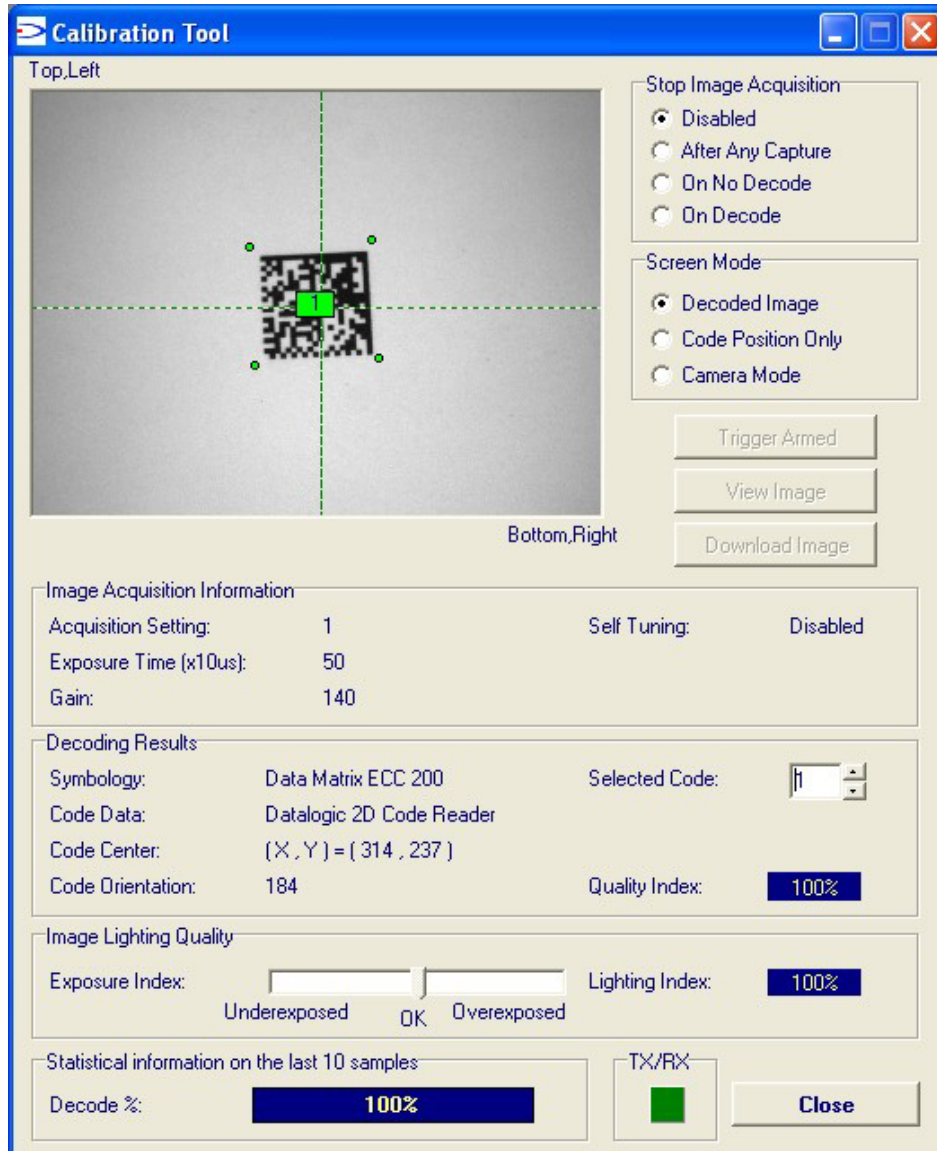 Calibration Tool
Top,Left
1
Bottom,Right
Stop Image Acquisition
Disabled
After Any Capture
On No Decode
On Decode
Screen Mode
Decoded Image
Code Position Only
Camera Mode
Trigger Armed
View Image
Download Image
Image Acquisition Information
Acquisition Setting: 1 Self Tuning: Disabled
Exposure Time (x10us): 50
Gain: 140
Decoding Results
Symbology: Data Matrix ECC 200 Selected Code: 1
Code Data: Datalogic 2D Code Reader
Code Center: ( X , Y ) = ( 314 , 237 )
Code Orientation: 184 Quality Index: 100%
Image Lighting Quality
Exposure Index: Lighting Index: 100%
Underexposed OK Overexposed
Statistical information on the last 10 samples
Decode %: 100%
TX/RX
Close